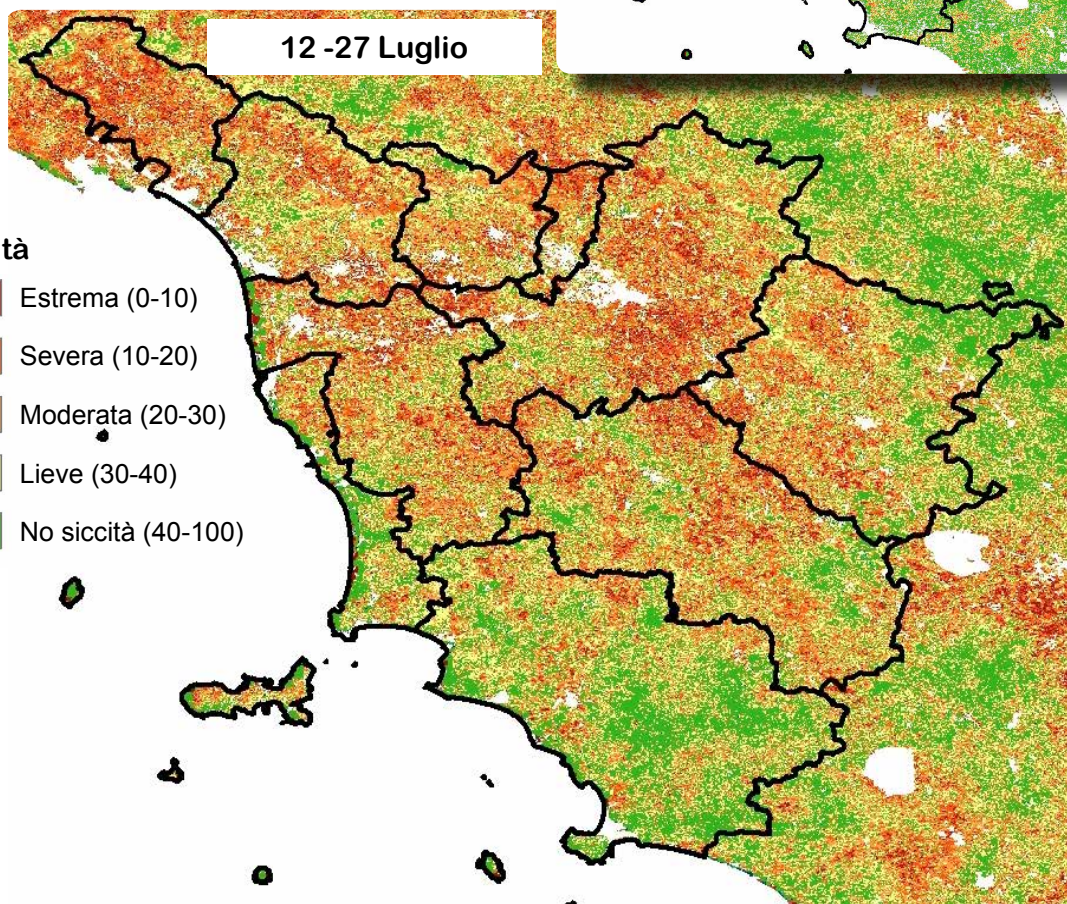 12 -27 Luglio
tà
Estrema (0-10)
Severa (10-20)
Moderata (20-30)
Lieve (30-40)
No siccità (40-100)